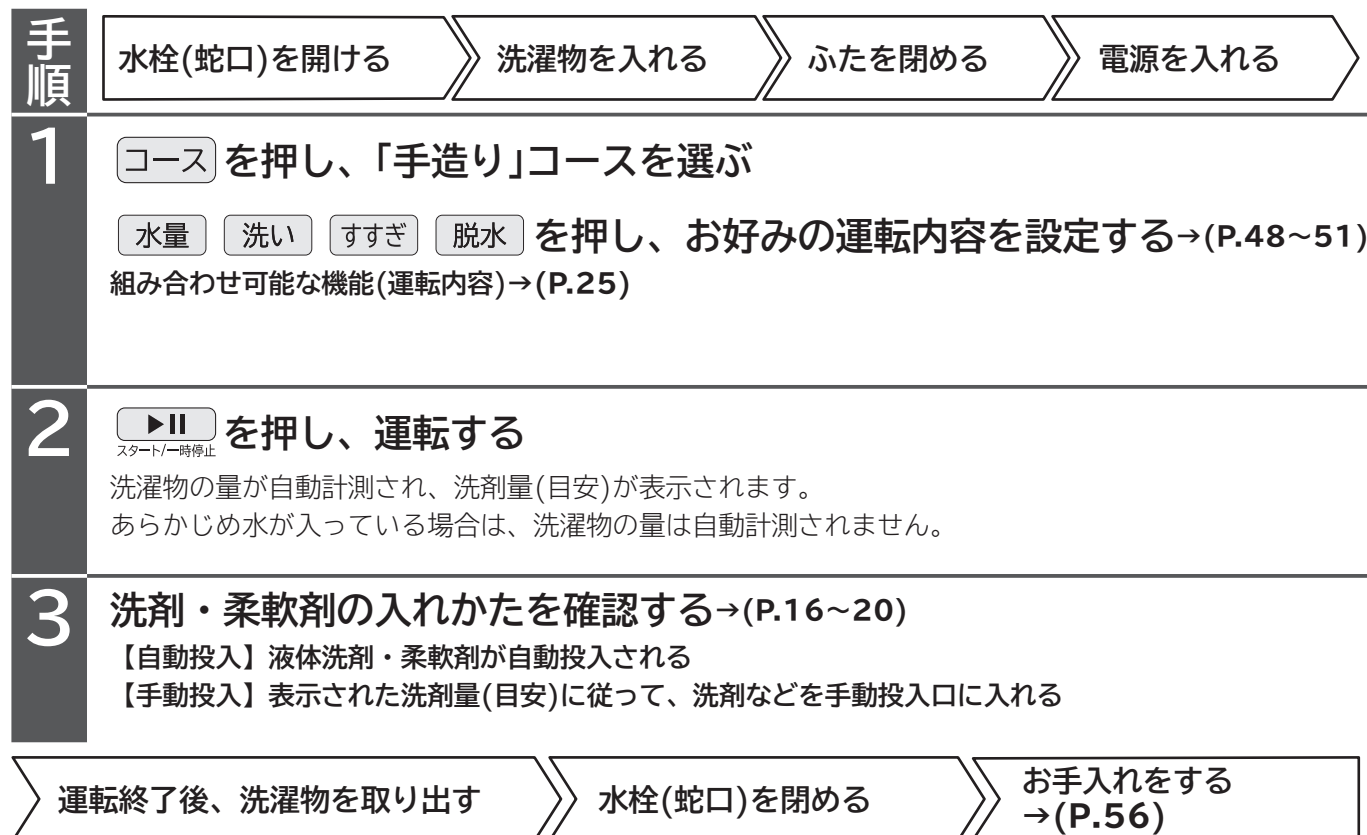 手順
水栓(蛇口)を開ける
洗濯物を入れる
ふたを閉める
電源を入れる
1
コースを押し、「手造り」コースを選ぶ
水量 洗い すすぎ 脱水 を押し、お好みの運転内容を設定する→(P.48~51)
組み合わせ可能な機能(運転内容)→(P.25)
2
スタート/一時停止 を押し、運転する
洗濯物の量が自動計測され、洗剤量(目安)が表示されます。
あらかじめ水が入っている場合は、洗濯物の量は自動計測されません。
3
洗剤・柔軟剤の入れかたを確認する→(P.16~20)
【自動投入】液体洗剤・柔軟剤が自動投入される
【手動投入】表示された洗剤量(目安)に従って、洗剤などを手動投入口に入れる
運転終了後、洗濯物を取り出す
水栓(蛇口)を閉める
お手入れをする
→(P.56)